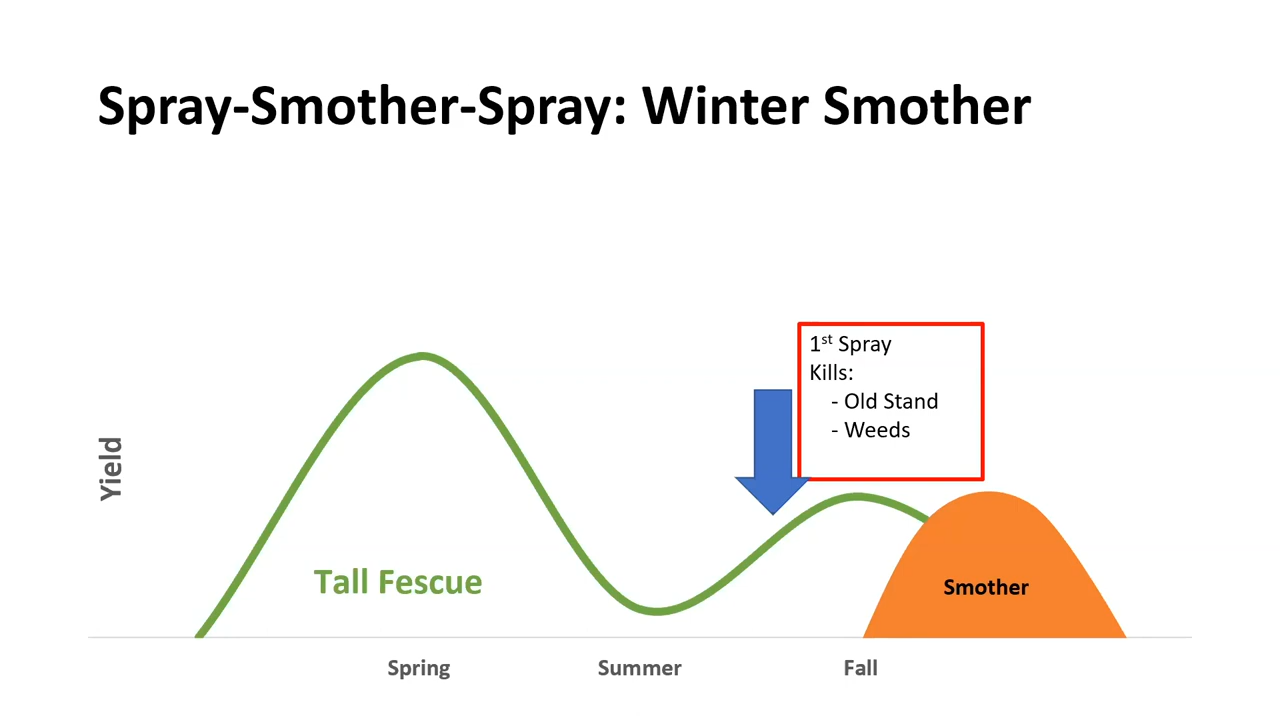 Spray-Smother-Spray: Winter Smother
1st Spray
Kills:
- Old Stand
- Weeds
Yield
Tall Fescue
Smother
Spring
Summer
Fall